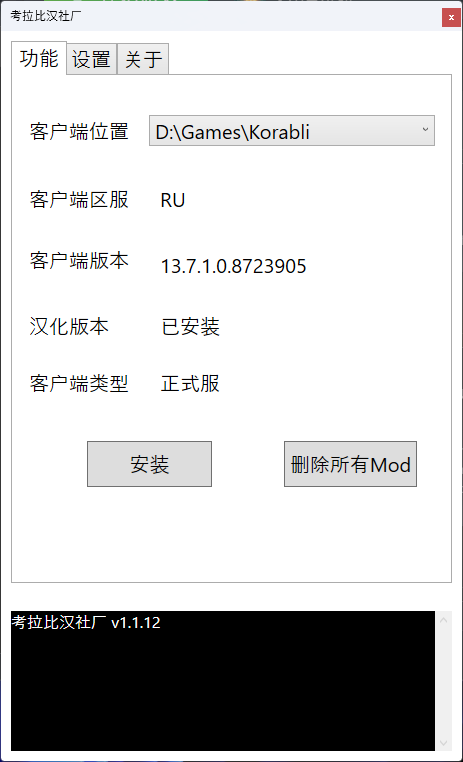 考拉比汉社厂
功能 设置 关于
客户端位置 D:\Games\Korabli
客户端区服 RU
客户端版本 13.7.1.0.8723905
汉化版本 已安装
客户端类型 正式服
安装 删除所有Mod
考拉比汉社厂 v1.1.12